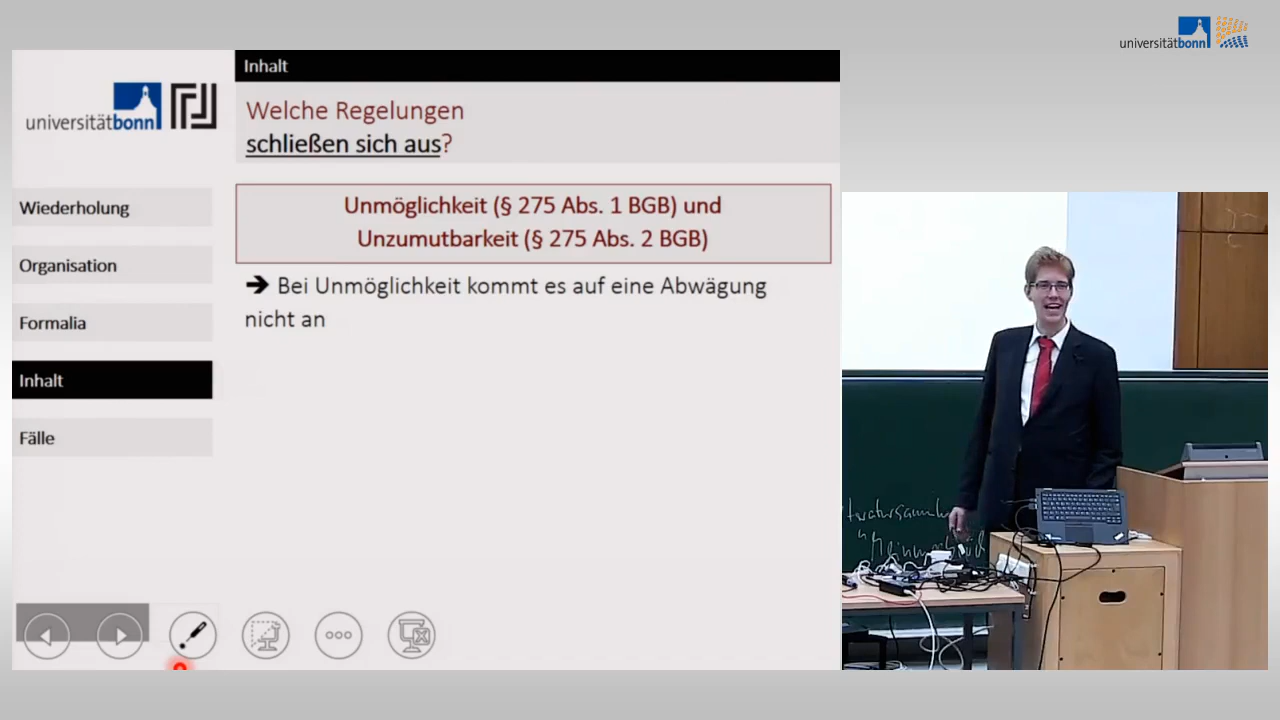 universitätbonn
Inhalt
Welche Regelungen
schließen sich aus?
universitätbonn
Wiederholung
Organisation
Formalia
Inhalt
Fälle
Unmöglichkeit (§ 275 Abs. 1 BGB) und
Unzumutbarkeit (§ 275 Abs. 2 BGB)
➔ Bei Unmöglichkeit kommt es auf eine Abwägung
nicht an